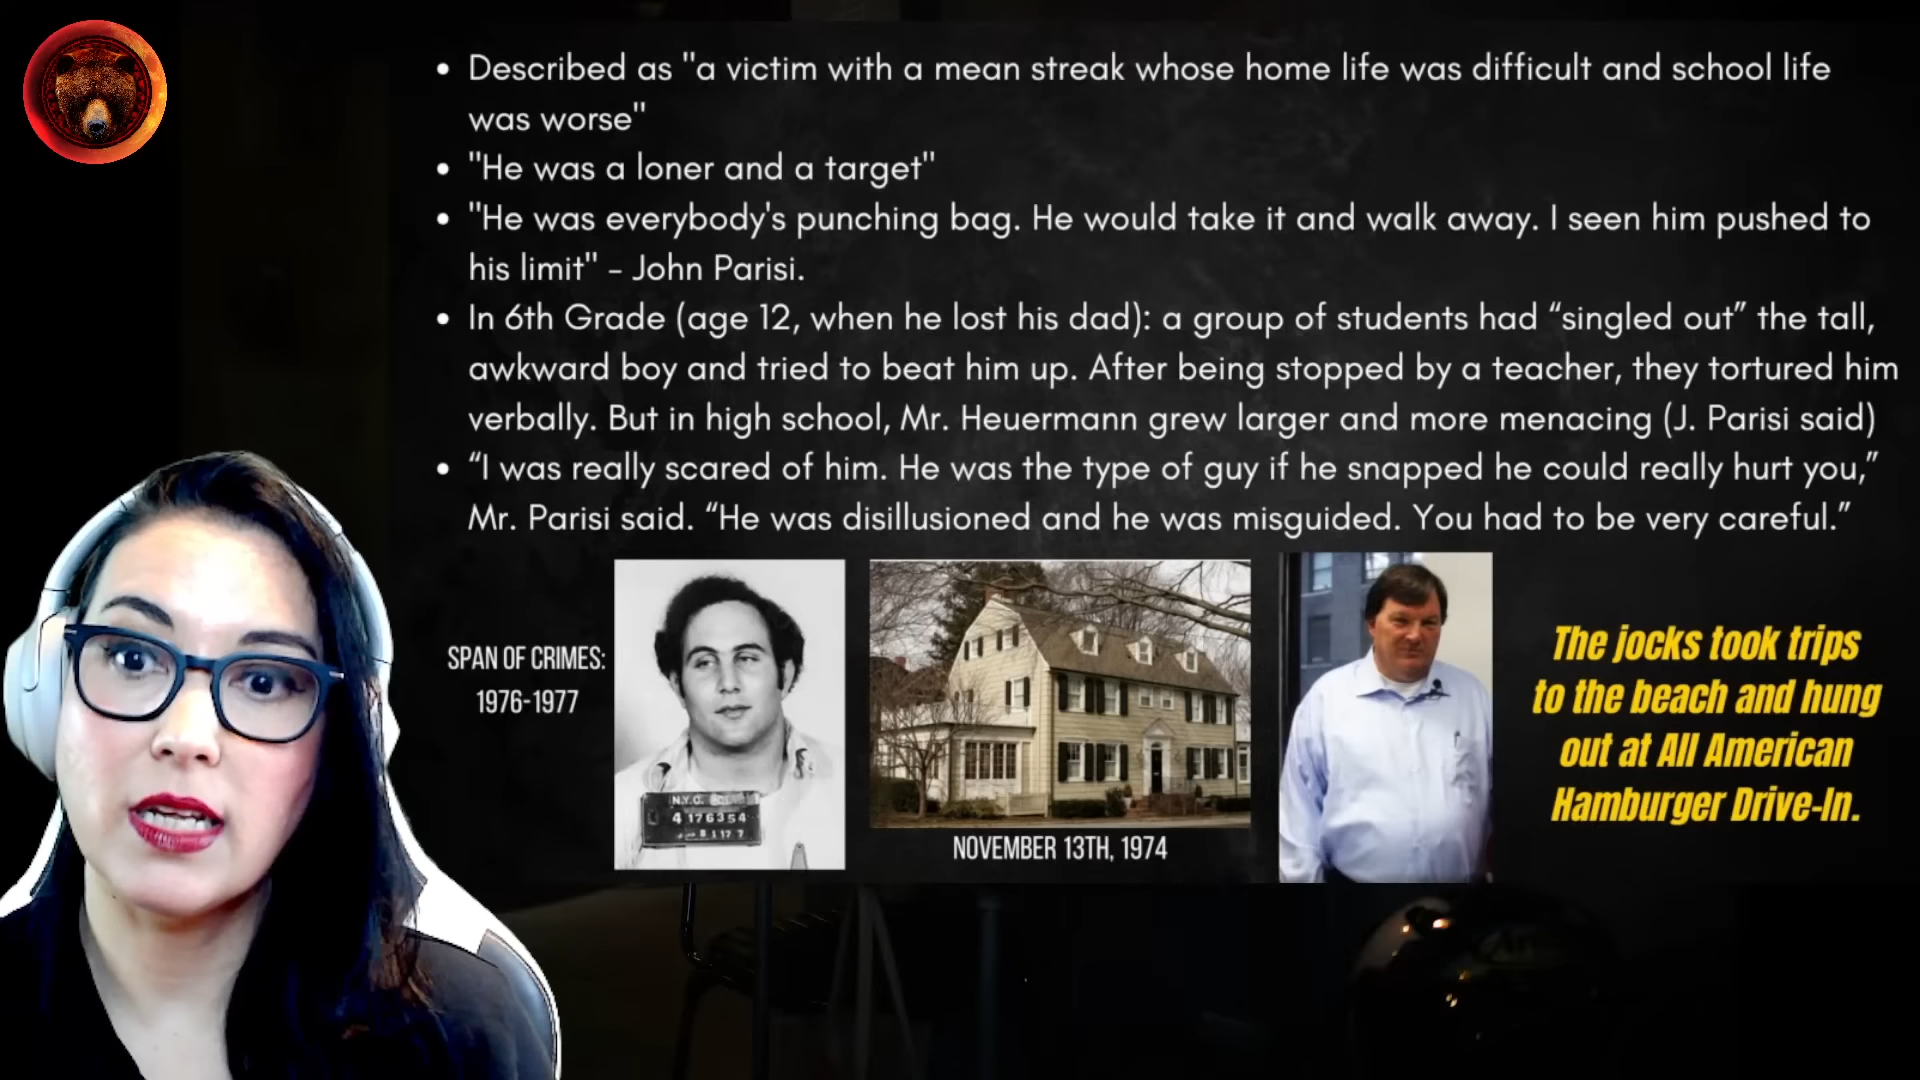 • Described as "a victim with a mean streak whose home life was difficult and school life
was worse"
• "He was a loner and a target"
• "He was everybody's punching bag. He would take it and walk away. I seen him pushed to
his limit" – John Parisi.
• In 6th Grade (age 12, when he lost his dad): a group of students had “singled out” the tall,
awkward boy and tried to beat him up. After being stopped by a teacher, they tortured him
verbally. But in high school, Mr. Heuermann grew larger and more menacing (J. Parisi said)
• “I was really scared of him. He was the type of guy if he snapped he could really hurt you,”
Mr. Parisi said. “He was disillusioned and he was misguided. You had to be very careful.”
SPAN OF CRIMES:
1976-1977
N.Y.C.
4 176354
8 11 77
NOVEMBER 13TH, 1974
The jocks took trips
to the beach and hung
out at All American
Hamburger Drive-In.